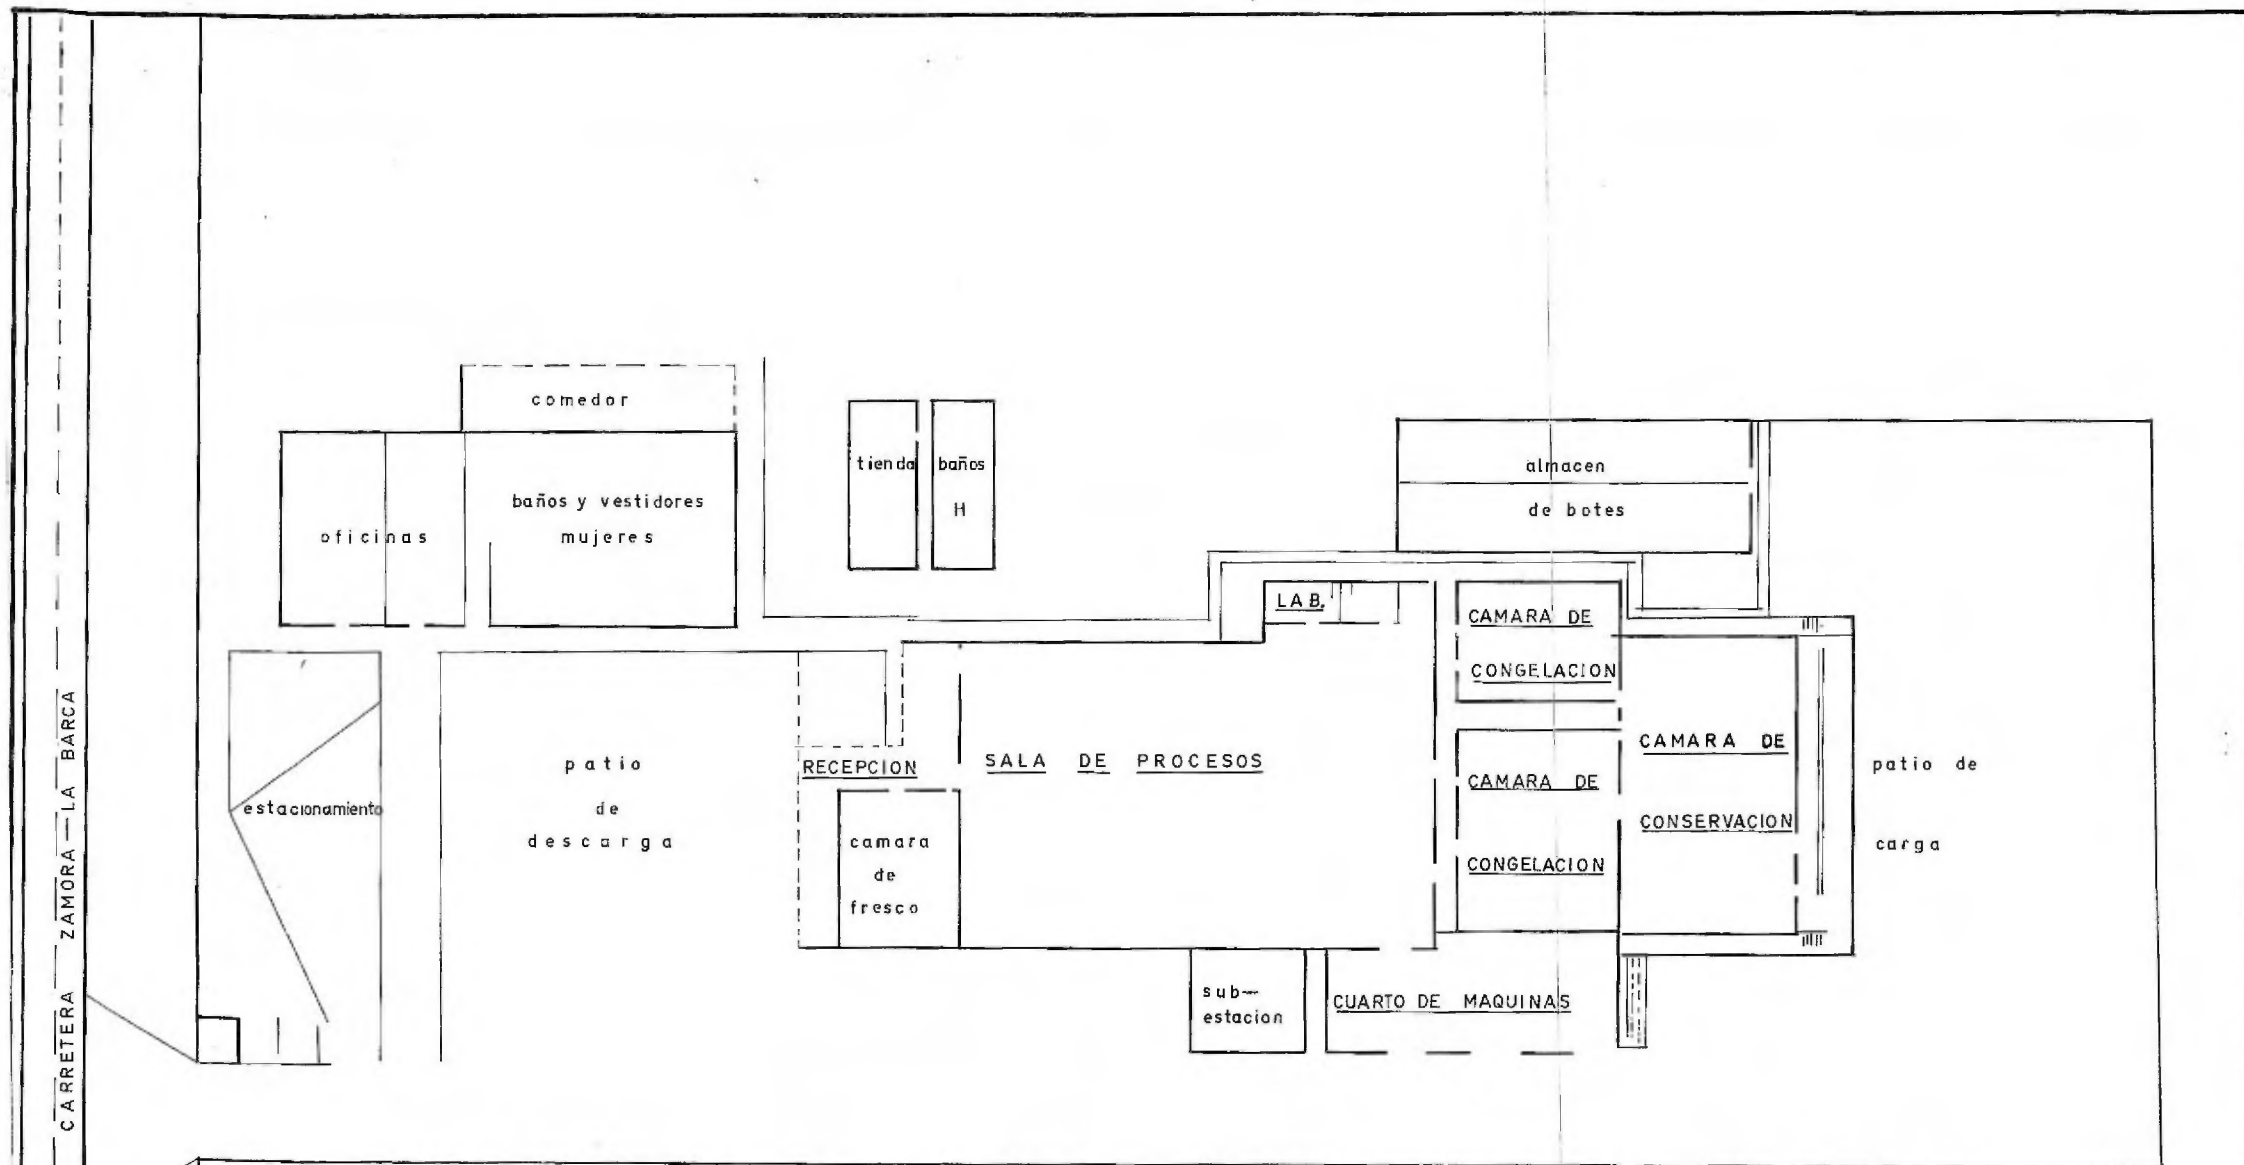 CARRETERA ZAMORA—LA BARCA
comedor
oficinas
baños y vestidores
mujeres
tienda
baños
H
almacen
de botes
LAB.
CAMARA DE
CONGELACION
estacionamiento
patio
de
descarga
RECEPCION
camara
de
fresco
SALA DE PROCESOS
CAMARA DE
CONGELACION
CAMARA DE
CONSERVACION
patio de
carga
sub—
estacion
CUARTO DE MAQUINAS